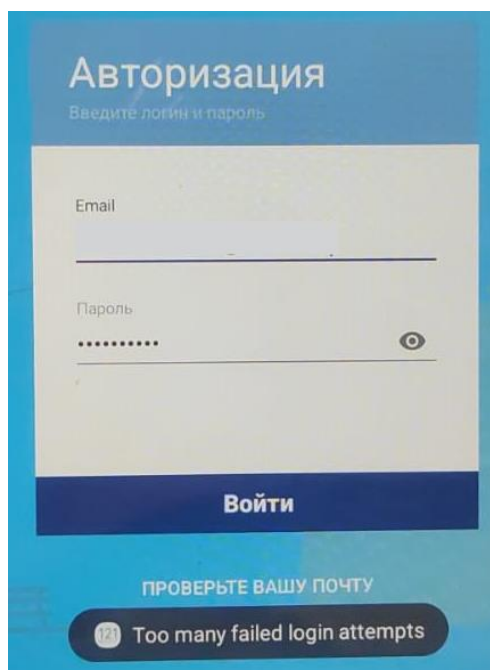 Авторизация
Введите логин и пароль
Email
Пароль
••••••••••
Войти
ПРОВЕРЬТЕ ВАШУ ПОЧТУ
121 Too many failed login attempts